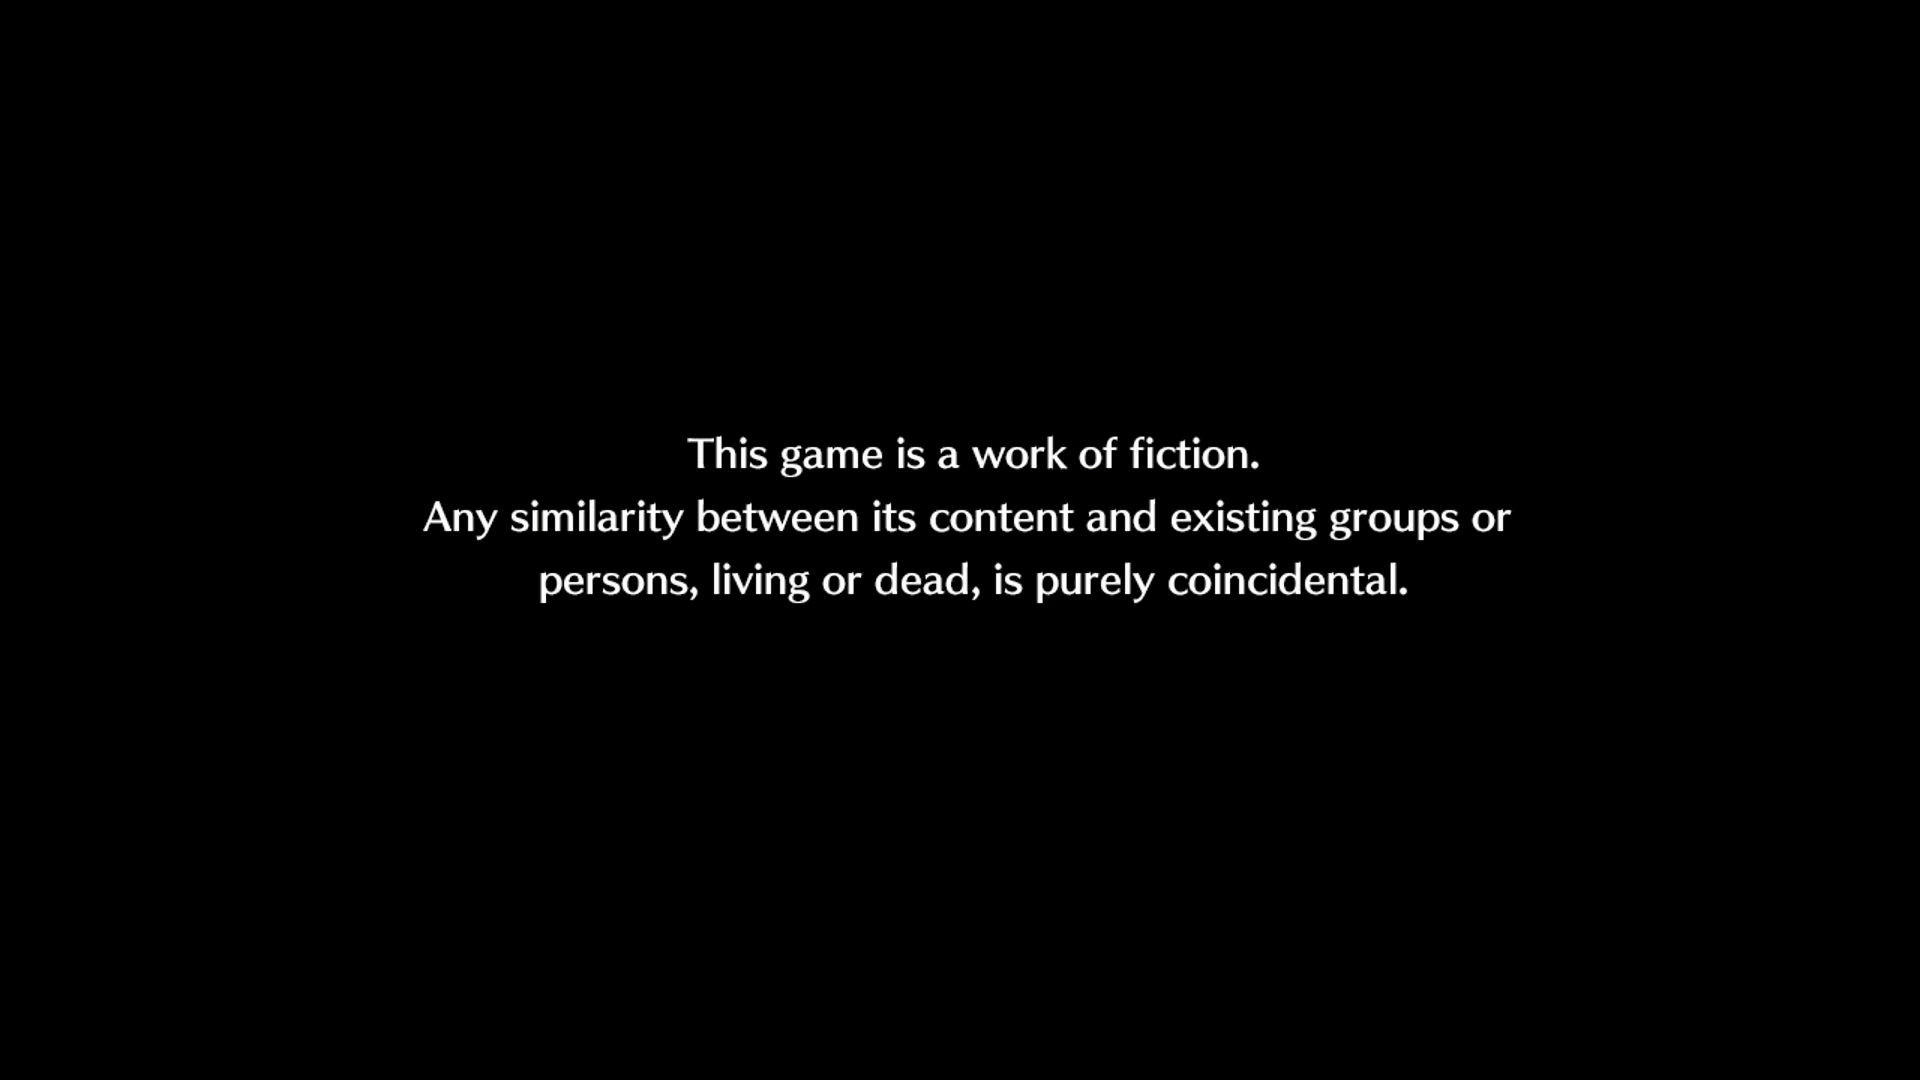 This game is a work of fiction.
Any similarity between its content and existing groups or
persons, living or dead, is purely coincidental.